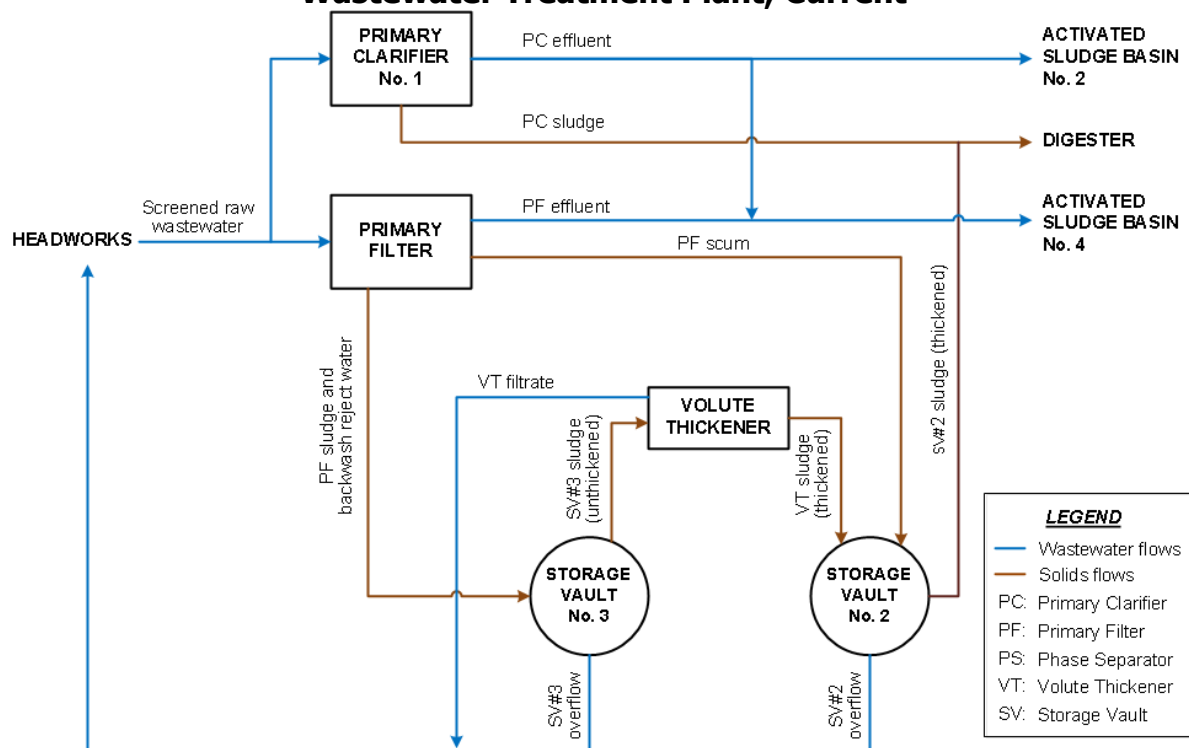 Wastewater Treatment Plant, Current
PRIMARY
CLARIFIER
No. 1
PC effluent
ACTIVATED
SLUDGE BASIN
No. 2
PC sludge
DIGESTER
Screened raw
wastewater
HEADWORKS
PRIMARY
FILTER
PF effluent
PF scum
ACTIVATED
SLUDGE BASIN
No. 4
PF sludge and
backwash reject water
VT filtrate
SV#3 sludge
(unthickened)
VOLUTE
THICKENER
VT sludge
(thickened)
SV#2 sludge (thickened)
STORAGE
VAULT
No. 3
STORAGE
VAULT
No. 2
SV#3
overflow
SV#2
overflow
LEGEND
Wastewater flows
Solids flows
PC: Primary Clarifier
PF: Primary Filter
PS: Phase Separator
VT: Volute Thickener
SV: Storage Vault